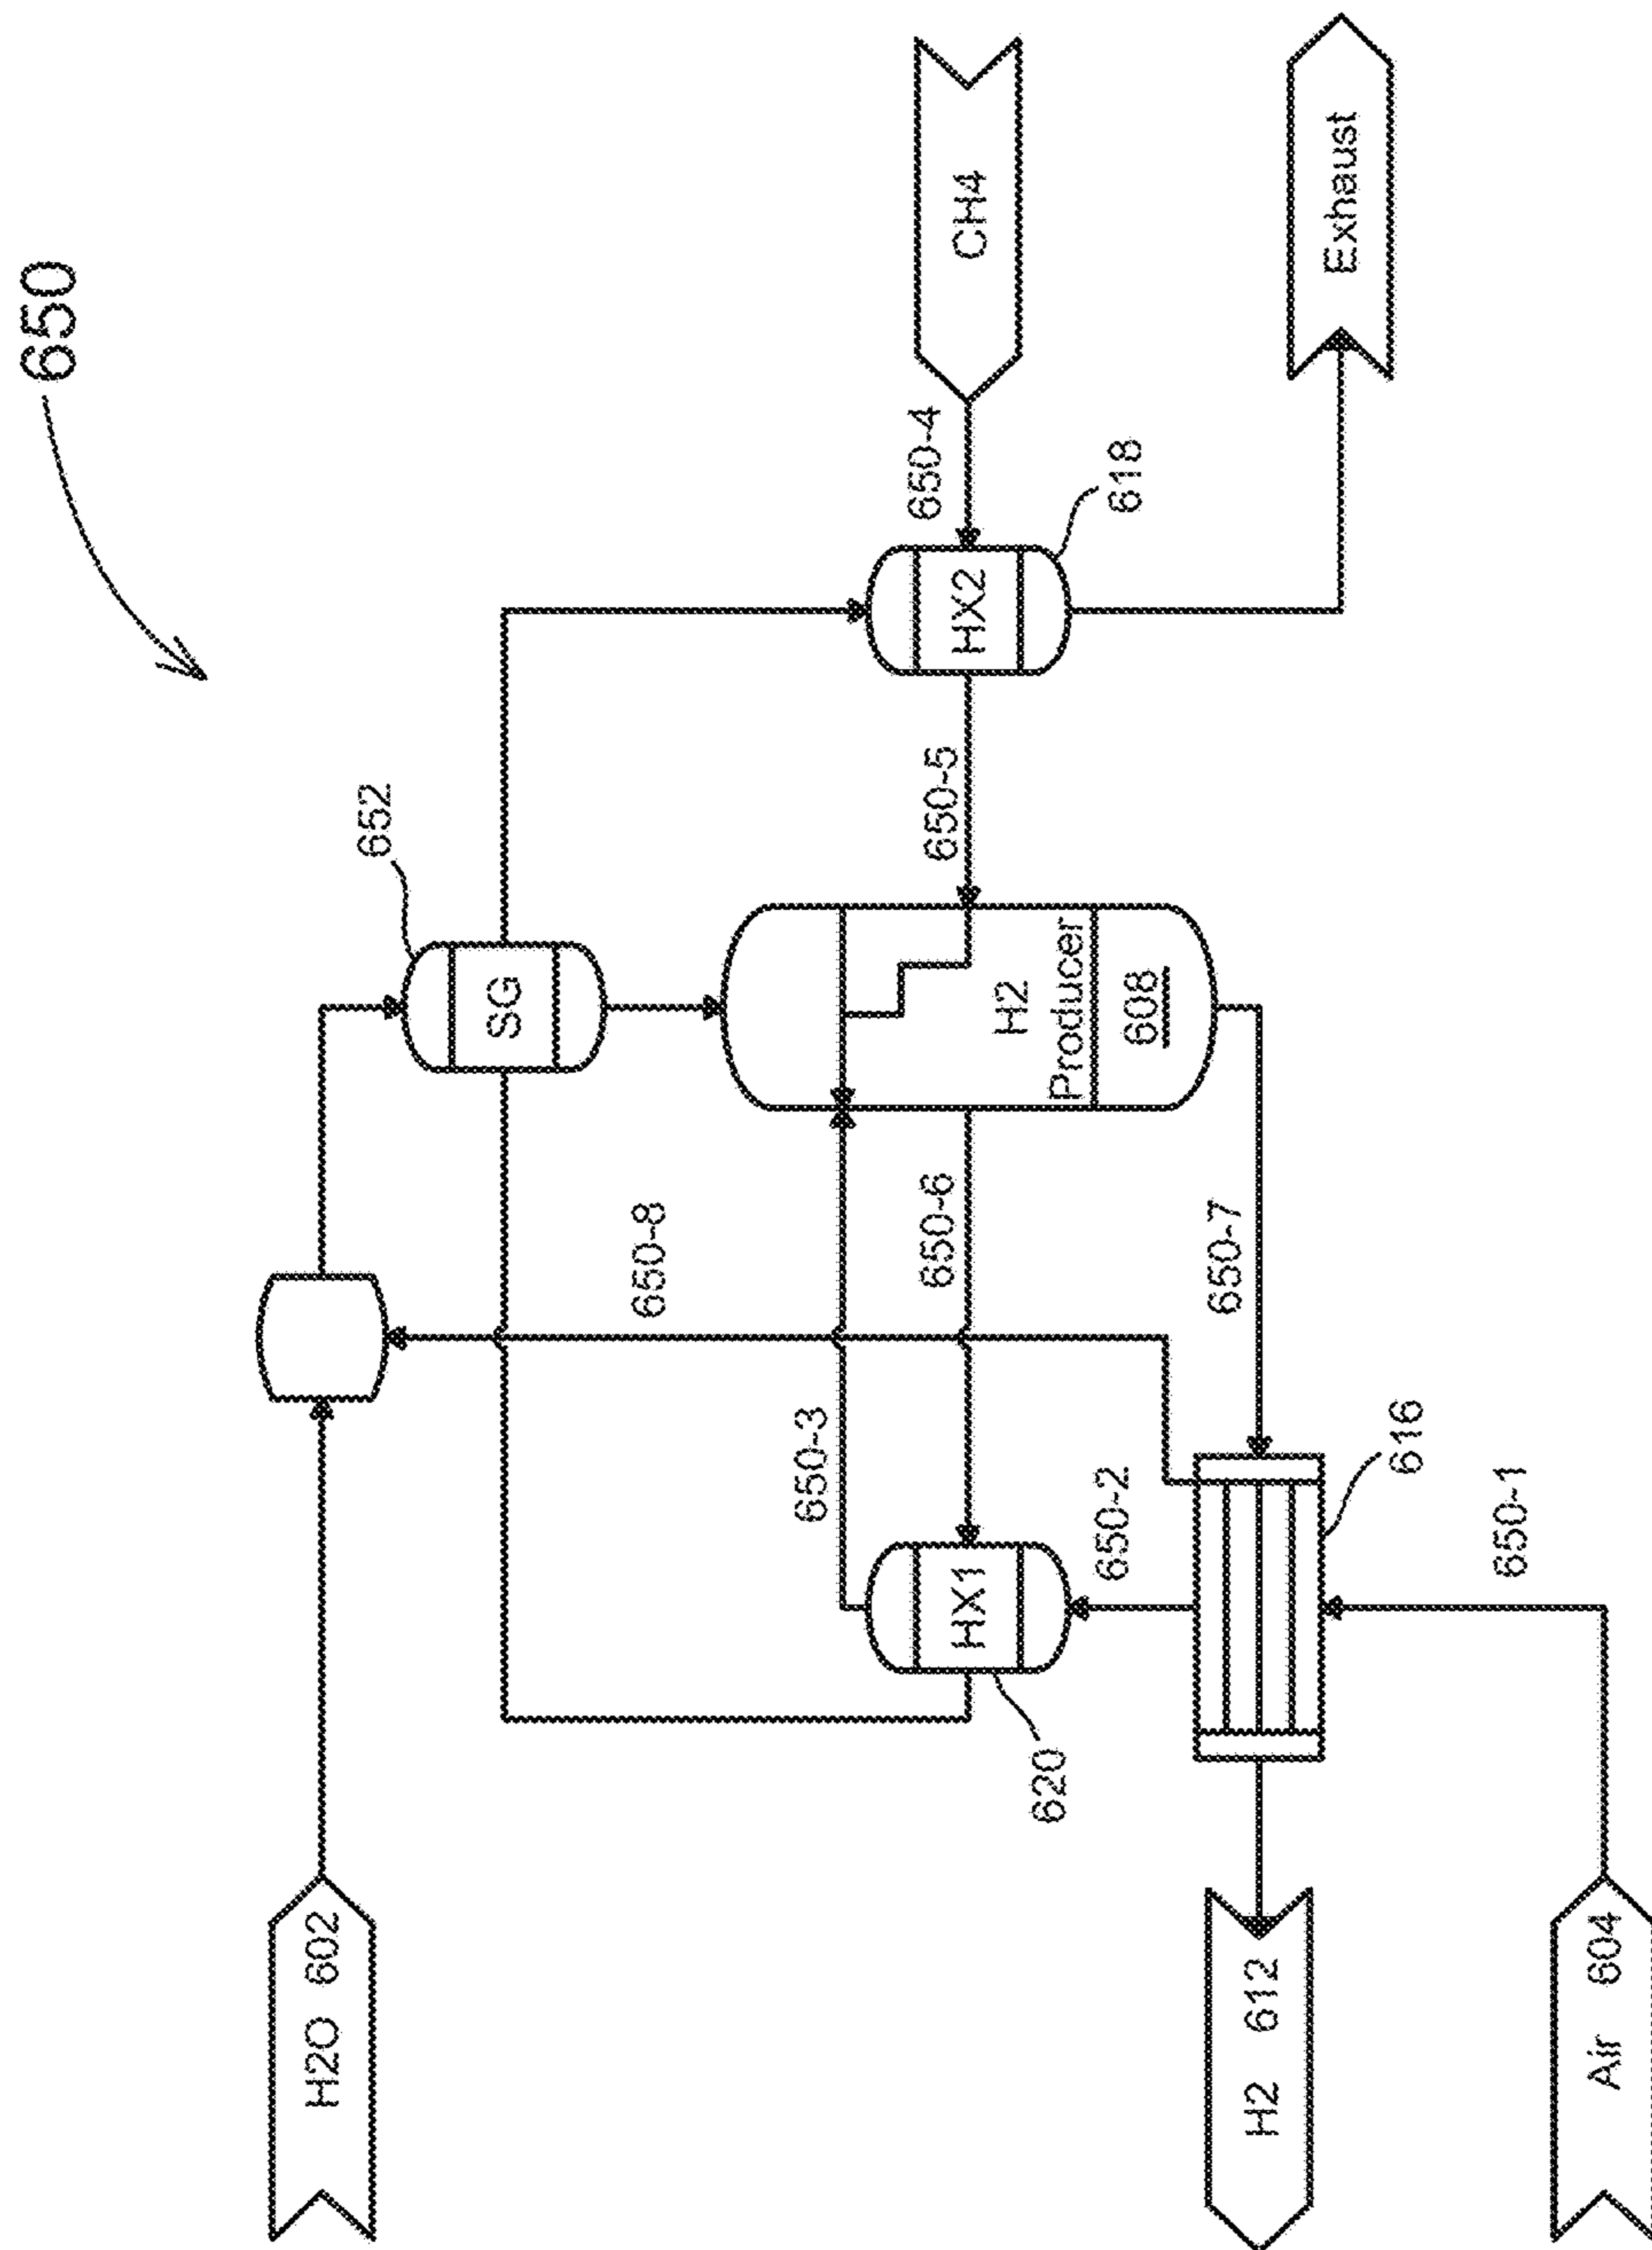 650
H2O 602
652
SG
650-8
650-3
650-6
650-5
650-4
CH4
HX1
620
H2
Producer
608
HX2
618
650-2
650-7
H2 612
616
Exhaust
650-1
Air 604